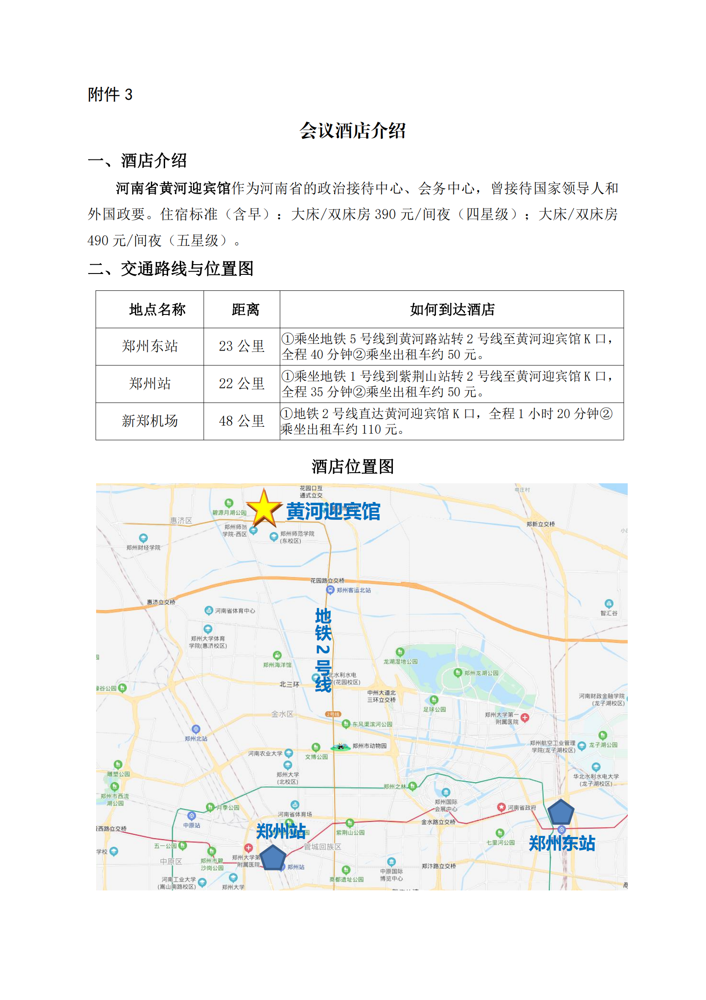 附件 3
会议酒店介绍
一、酒店介绍
河南省黄河迎宾馆作为河南省的政治接待中心、会务中心，曾接待国家领导人和
外国政要。住宿标准（含早）：大床/双床房 390 元/间夜（四星级）；大床/双床房
490 元/间夜（五星级）。
二、交通路线与位置图
地点名称 距离 如何到达酒店
郑州东站 23 公里 ①乘坐地铁 5 号线到黄河路站转 2 号线至黄河迎宾馆 K 口，
全程 40 分钟②乘坐出租车约 50 元。
郑州站 22 公里 ①乘坐地铁 1 号线到紫荆山站转 2 号线至黄河迎宾馆 K 口，
全程 35 分钟②乘坐出租车约 50 元。
新郑机场 48 公里 ①地铁 2 号线直达黄河迎宾馆 K 口，全程 1 小时 20 分钟②
乘坐出租车约 110 元。
酒店位置图
花园口互
通式立交
申庄村
碧源月湖公园
黄河迎宾馆
惠济区
郑新立交桥
郑州师范
学院-西区
郑州师范学院
(东校区)
郑州财经学院
花园路立交桥
郑州客运北站
惠济立交桥
河南省体育中心
智汇谷
地铁2号线
郑州大学体育
学院(惠济校区)
郑州海洋馆
龙湖湿地公园
郑州龙湖公园
北水利水电
(花园校区)
北三环
绿谷公园
中州大道北
三环立交桥
河南财政金融学院
(龙子湖校区)
足球公园
金水区
2号线
郑州大学第一
附属医院
东风渠滨河公园
郑州北站
郑州市动物园
郑州航空工业管理
学院(龙子湖校区)
龙子湖公园
河南农业大学
文博公园
雕塑公园
郑州大学
(北校区)
华北水利水电大学
(龙子湖校区)
郑州之林
郑州市西流
湖公园
郑州国际
会展中心
月季公园
河南省政府
河南省体育场
中原站
金水路立交桥
西路立交桥
郑州站
紫荆山公园
七里河公园
郑州东站
五一公园
管城回族区
学校
郑州大学第
附属医院
中原区
郑州市碧
沙岗公园
郑州站
中原国际
博览中心
郑汴路立交桥
商都遗址公园
河南工业大学
(嵩山南路校区)
郑州大学